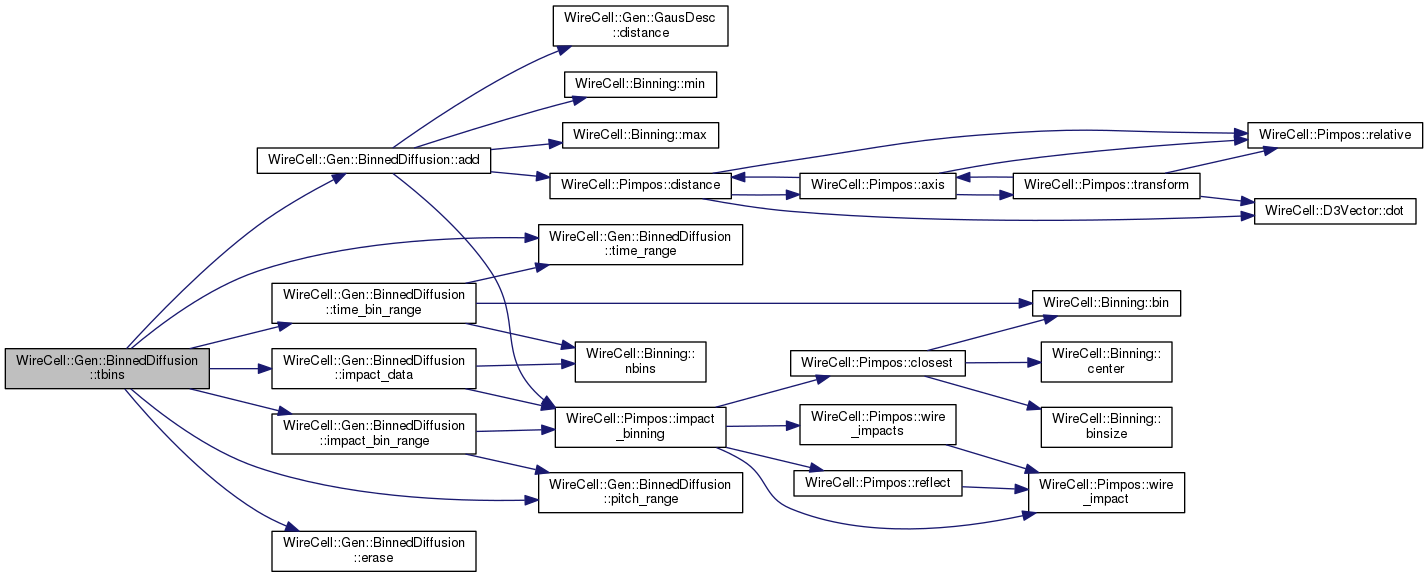 WireCell::Gen::GausDesc
::distance
WireCell::Binning::min
WireCell::Binning::max
WireCell::Pimpos::relative
WireCell::Gen::BinnedDiffusion::add
WireCell::Pimpos::distance
WireCell::Pimpos::axis
WireCell::Pimpos::transform
WireCell::D3Vector::dot
WireCell::Gen::BinnedDiffusion
::time_range
WireCell::Gen::BinnedDiffusion
::time_bin_range
WireCell::Binning::bin
WireCell::Gen::BinnedDiffusion
::tbins
WireCell::Gen::BinnedDiffusion
::impact_data
WireCell::Binning::
nbins
WireCell::Pimpos::closest
WireCell::Binning::
center
WireCell::Gen::BinnedDiffusion
::impact_bin_range
WireCell::Pimpos::impact
_binning
WireCell::Pimpos::wire
_impacts
WireCell::Binning::
binsize
WireCell::Gen::BinnedDiffusion
::pitch_range
WireCell::Pimpos::reflect
WireCell::Pimpos::wire
_impact
WireCell::Gen::BinnedDiffusion
::erase